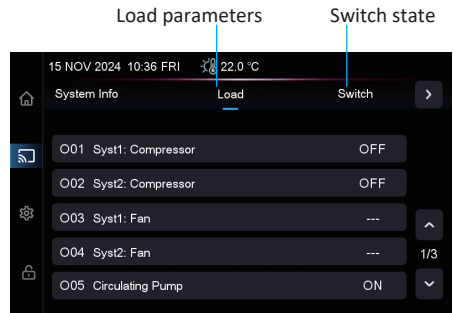 Load parameters Switch state
15 NOV 2024 10:36 FRI 22.0 °C
System Info Load Switch
O01 Syst1: Compressor OFF
O02 Syst2: Compressor OFF
O03 Syst1: Fan ---
O04 Syst2: Fan ---
1/3
O05 Circulating Pump ON